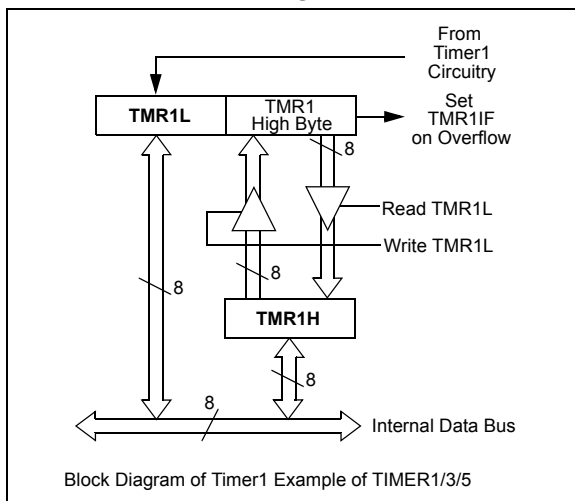 From
Timer1
Circuitry
TMR1L
TMR1
High Byte
Set
TMR1IF
on Overflow
8
Read TMR1L
Write TMR1L
8
8
TMR1H
8
8
Internal Data Bus
Block Diagram of Timer1 Example of TIMER1/3/5